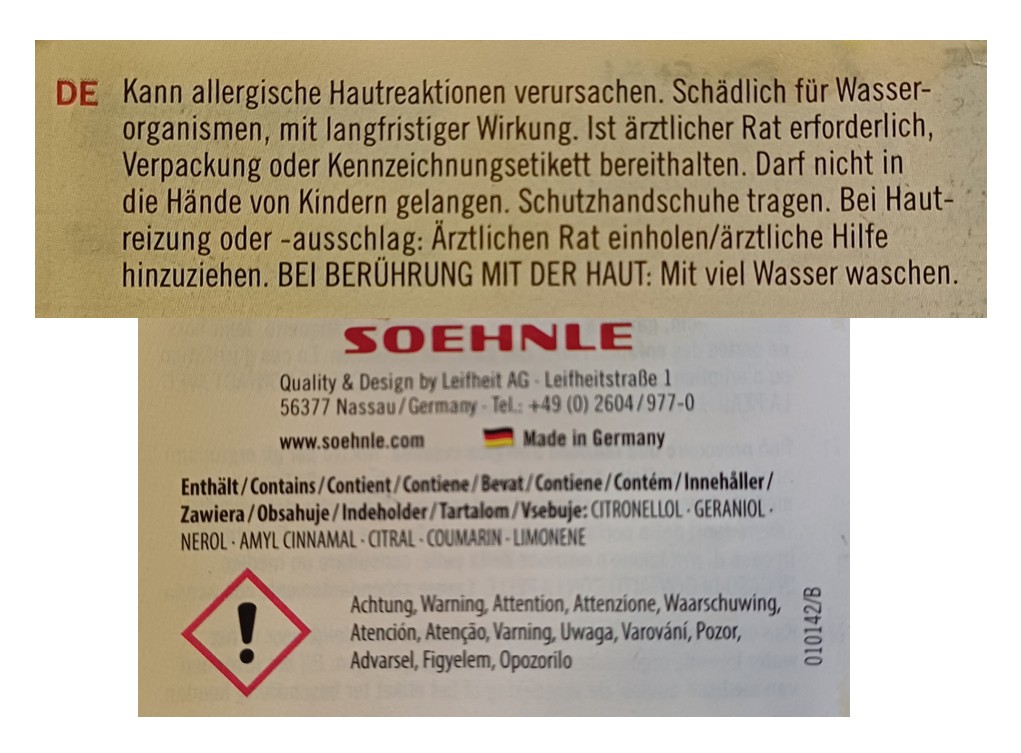 DE Kann allergische Hautreaktionen verursachen. Schädlich für Wasser-
organismen, mit langfristiger Wirkung. Ist ärztlicher Rat erforderlich,
Verpackung oder Kennzeichnungsetikett bereithalten. Darf nicht in
die Hände von Kindern gelangen. Schutzhandschuhe tragen. Bei Haut-
reizung oder -ausschlag: Ärztlichen Rat einholen/ärztliche Hilfe
hinzuziehen. BEI BERÜHRUNG MIT DER HAUT: Mit viel Wasser waschen.
SOEHNLE
Quality & Design by Leifheit AG · Leifheitstraße 1
56377 Nassau/Germany · Tel.: +49 (0) 2604/977-0
www.soehnle.com Made in Germany
Enthält/Contains/Contient/Contiene/Bevat/Contiene/Contém/Innehåller/
Zawiera/Obsahuje/Indeholder/Tartalom/Vsebuje: CITRONELLOL · GERANIOL ·
NEROL · AMYL CINNAMAL · CITRAL · COUMARIN · LIMONENE
Achtung, Warning, Attention, Attenzione, Waarschuwing,
Atención, Atenção, Varning, Uwaga, Varování, Pozor,
Advarsel, Figyelem, Opozorilo
010142/B